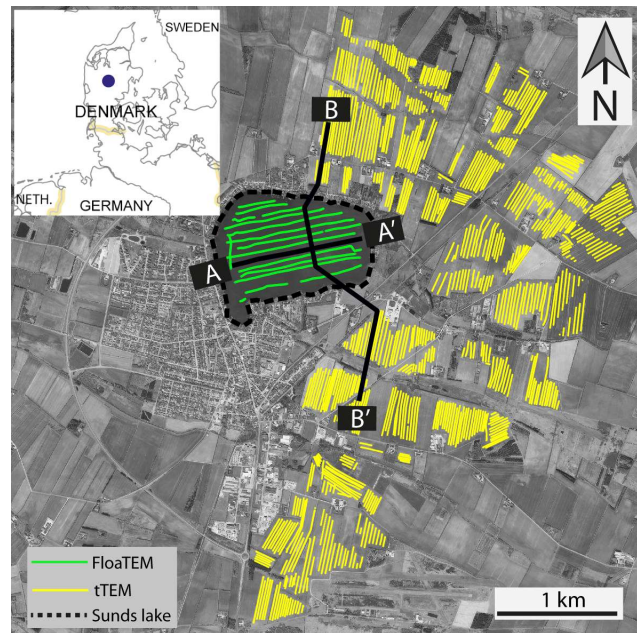 SWEDEN
DENMARK
NETH.
GERMANY
N
B
A
A′
B′
FloaTEM
tTEM
Sunds lake
1 km